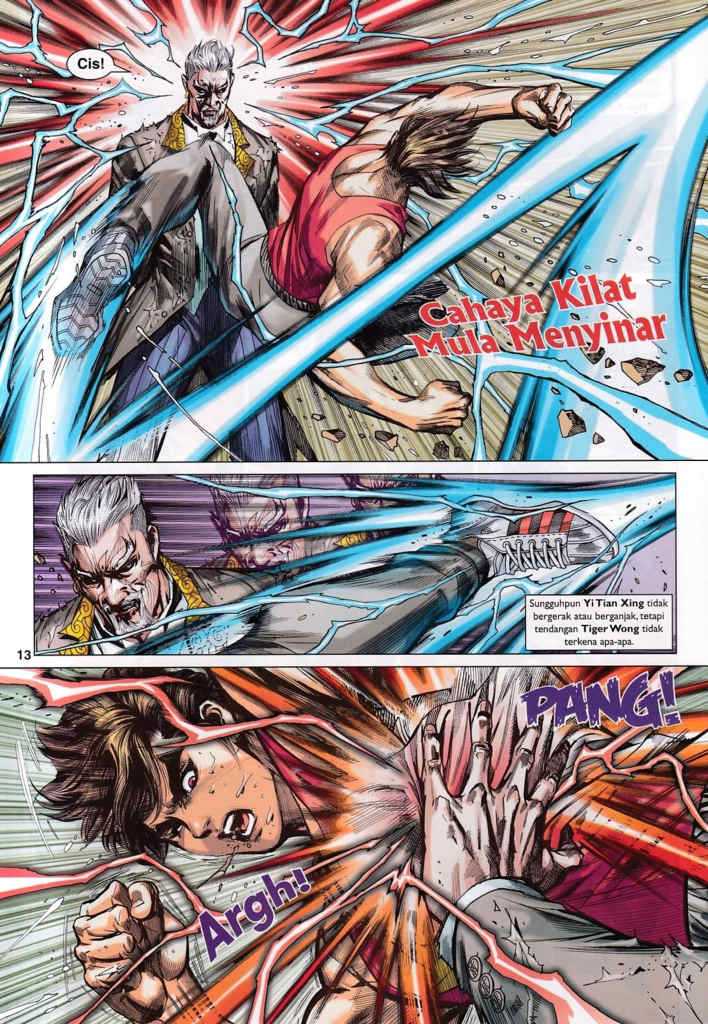 Cis!
Cahaya Kilat
Mula Menyinar
Sungguhpun Yi Tian Xing tidak
bergerak atau berganjak, tetapi
tendangan Tiger Wong tidak
terkena apa-apa.
13
PANG!
Argh!